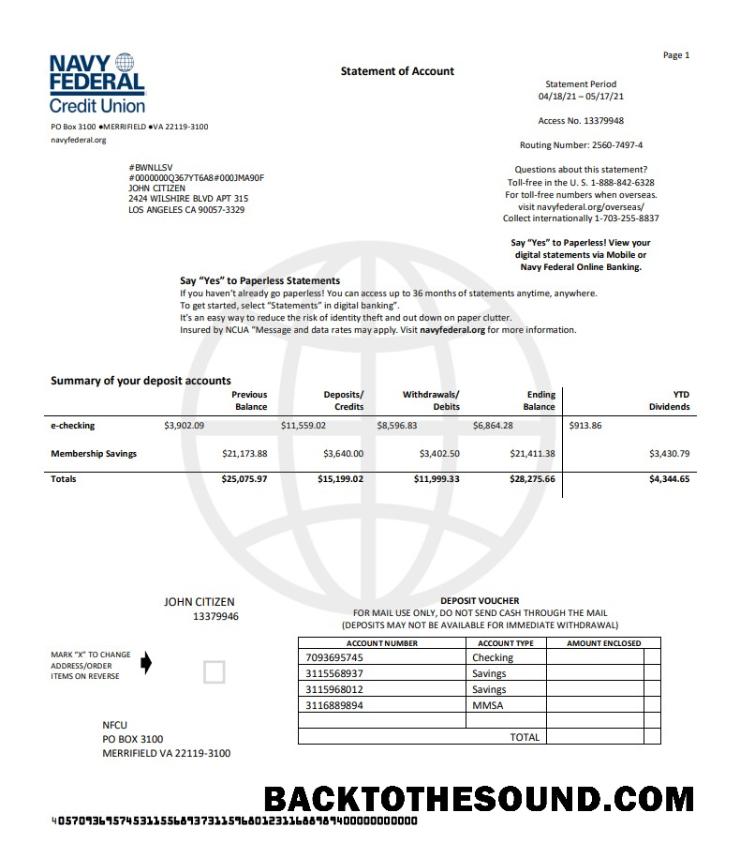 Page 1
NAVY
FEDERAL
Credit Union
Statement of Account
Statement Period
04/18/21 – 05/17/21
PO Box 3100 ●MERRIFIELD ●VA 22119-3100
navyfederal.org
Access No. 13379948
Routing Number: 2560-7497-4
#BWNLLSV
#0000000Q367YT6A8#000JMA90F
JOHN CITIZEN
2424 WILSHIRE BLVD APT 315
LOS ANGELES CA 90057-3329
Questions about this statement?
Toll-free in the U. S. 1-888-842-6328
For toll-free numbers when overseas.
visit navyfederal.org/overseas/
Collect internationally 1-703-255-8837
Say “Yes” to Paperless! View your
digital statements via Mobile or
Navy Federal Online Banking.
Say “Yes” to Paperless Statements
If you haven’t already go paperless! You can access up to 36 months of statements anytime, anywhere.
To get started, select “Statements” in digital banking”.
It’s an easy way to reduce the risk of identity theft and out down on paper clutter.
Insured by NCUA “Message and data rates may apply. Visit navyfederal.org for more information.
Summary of your deposit accounts
Previous Balance Deposits/ Credits Withdrawals/ Debits Ending Balance YTD Dividends
e-checking $3,902.09 $11,559.02 $8,596.83 $6,864.28 $913.86
Membership Savings $21,173.88 $3,640.00 $3,402.50 $21,411.38 $3,430.79
Totals $25,075.97 $15,199.02 $11,999.33 $28,275.66 $4,344.65
JOHN CITIZEN
13379946
DEPOSIT VOUCHER
FOR MAIL USE ONLY, DO NOT SEND CASH THROUGH THE MAIL
(DEPOSITS MAY NOT BE AVAILABLE FOR IMMEDIATE WITHDRAWAL)
MARK “X” TO CHANGE
ADDRESS/ORDER
ITEMS ON REVERSE
ACCOUNT NUMBER ACCOUNT TYPE AMOUNT ENCLOSED
7093695745 Checking
3115568937 Savings
3115968012 Savings
3116889894 MMSA
TOTAL
NFCU
PO BOX 3100
MERRIFIELD VA 22119-3100
BACKTOTHESOUND.COM